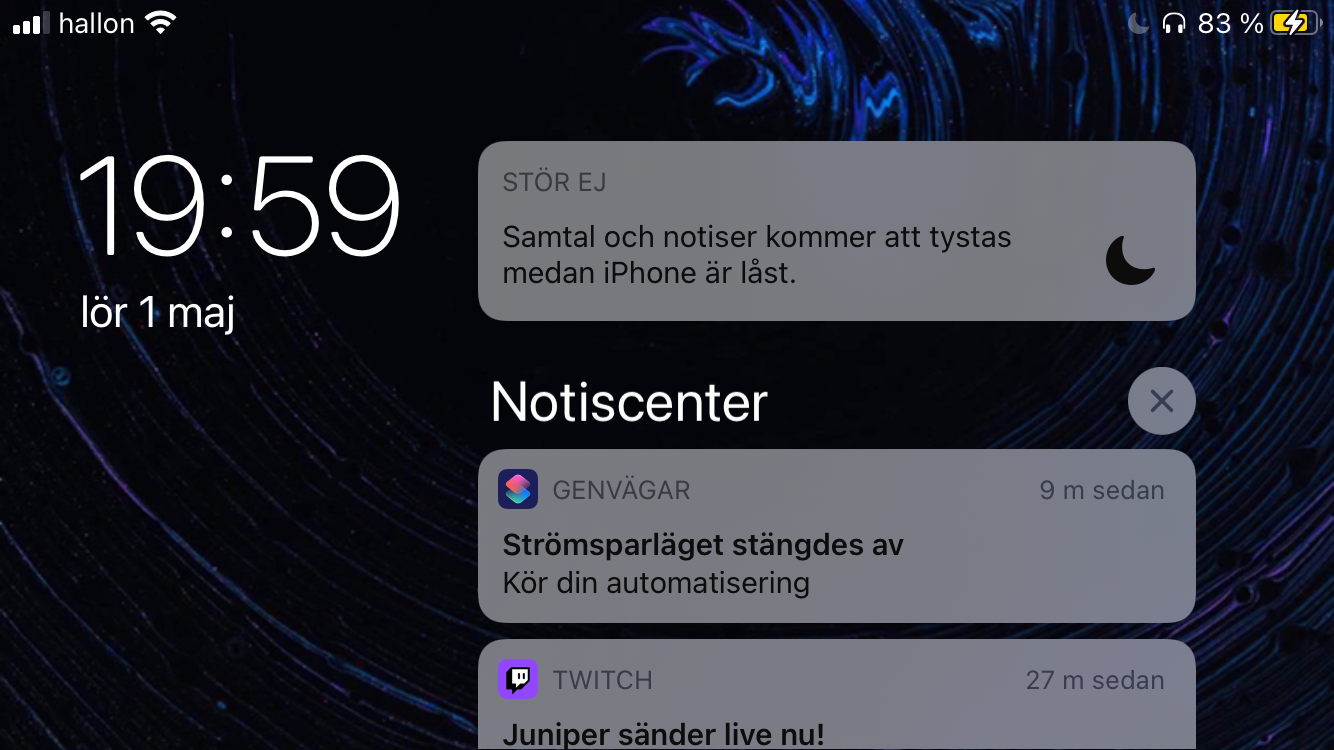 hallon
83 %
19:59
lör 1 maj
STÖR EJ
Samtal och notiser kommer att tystas
medan iPhone är låst.
Notiscenter
GENVÄGAR
9 m sedan
Strömsparläget stängdes av
Kör din automatisering
TWITCH
27 m sedan
Juniper sänder live nu!